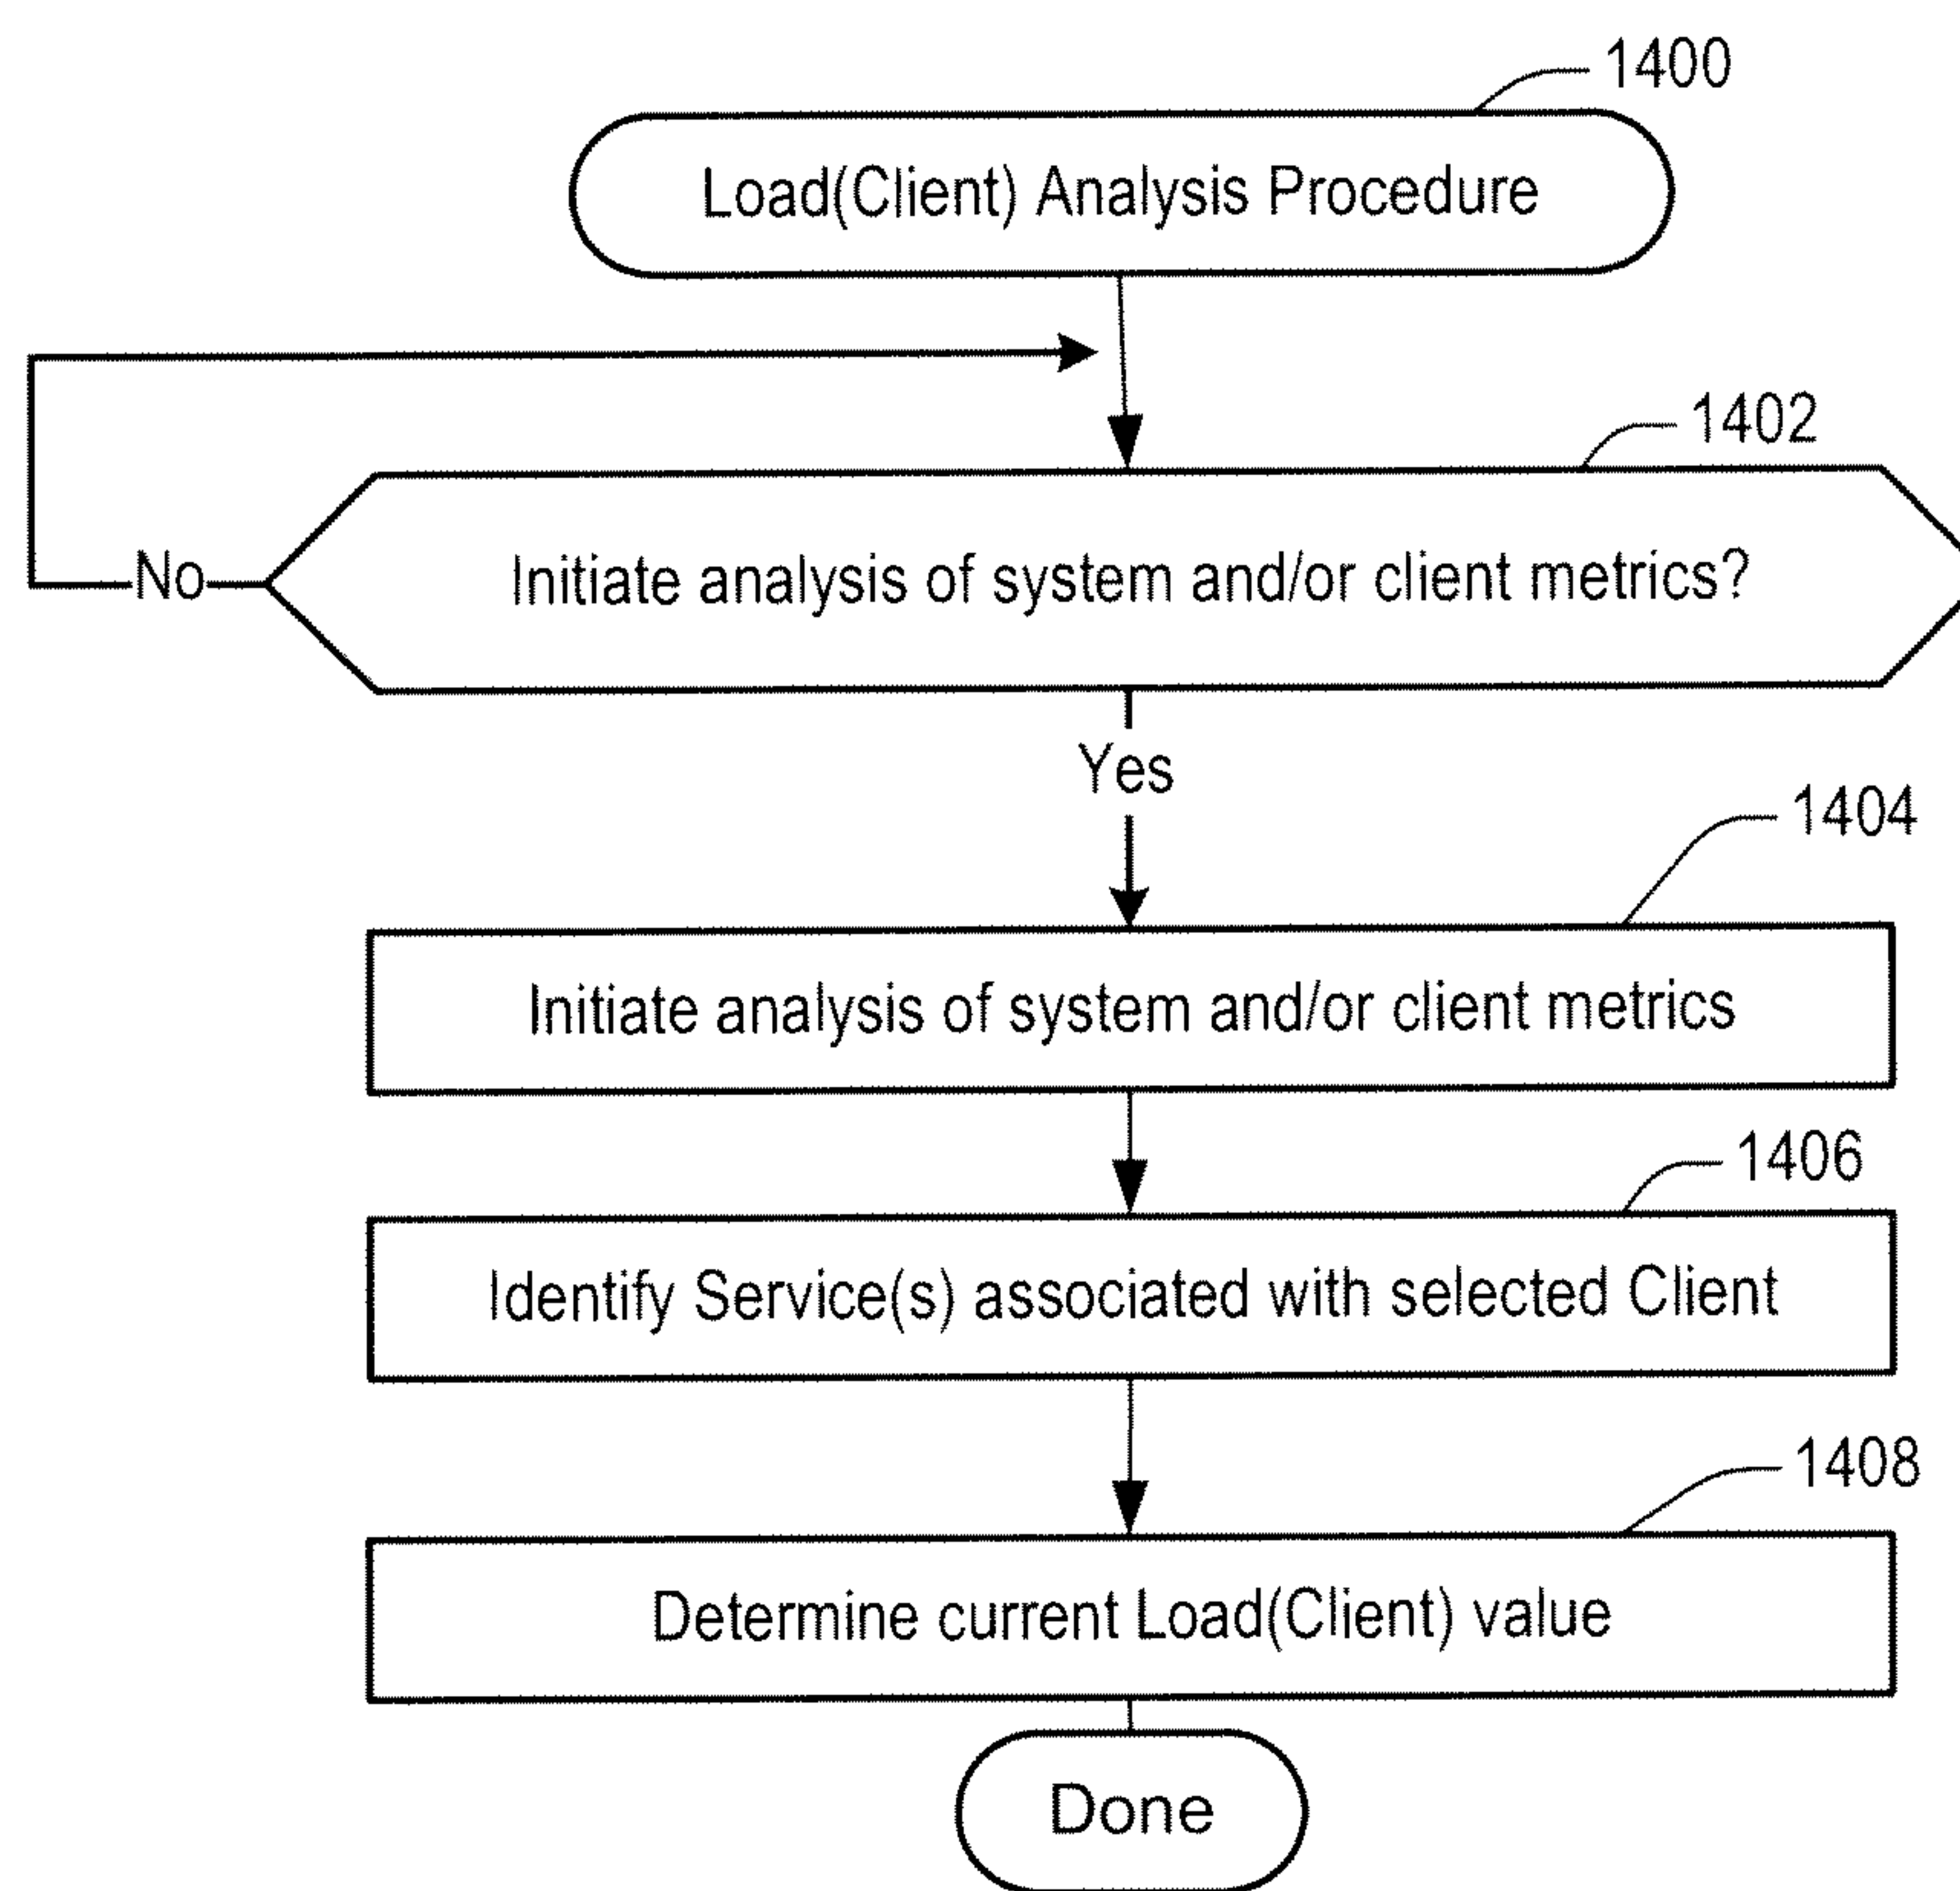 1400
Load(Client) Analysis Procedure
1402
Initiate analysis of system and/or client metrics?
No
Yes
1404
Initiate analysis of system and/or client metrics
1406
Identify Service(s) associated with selected Client
1408
Determine current Load(Client) value
Done